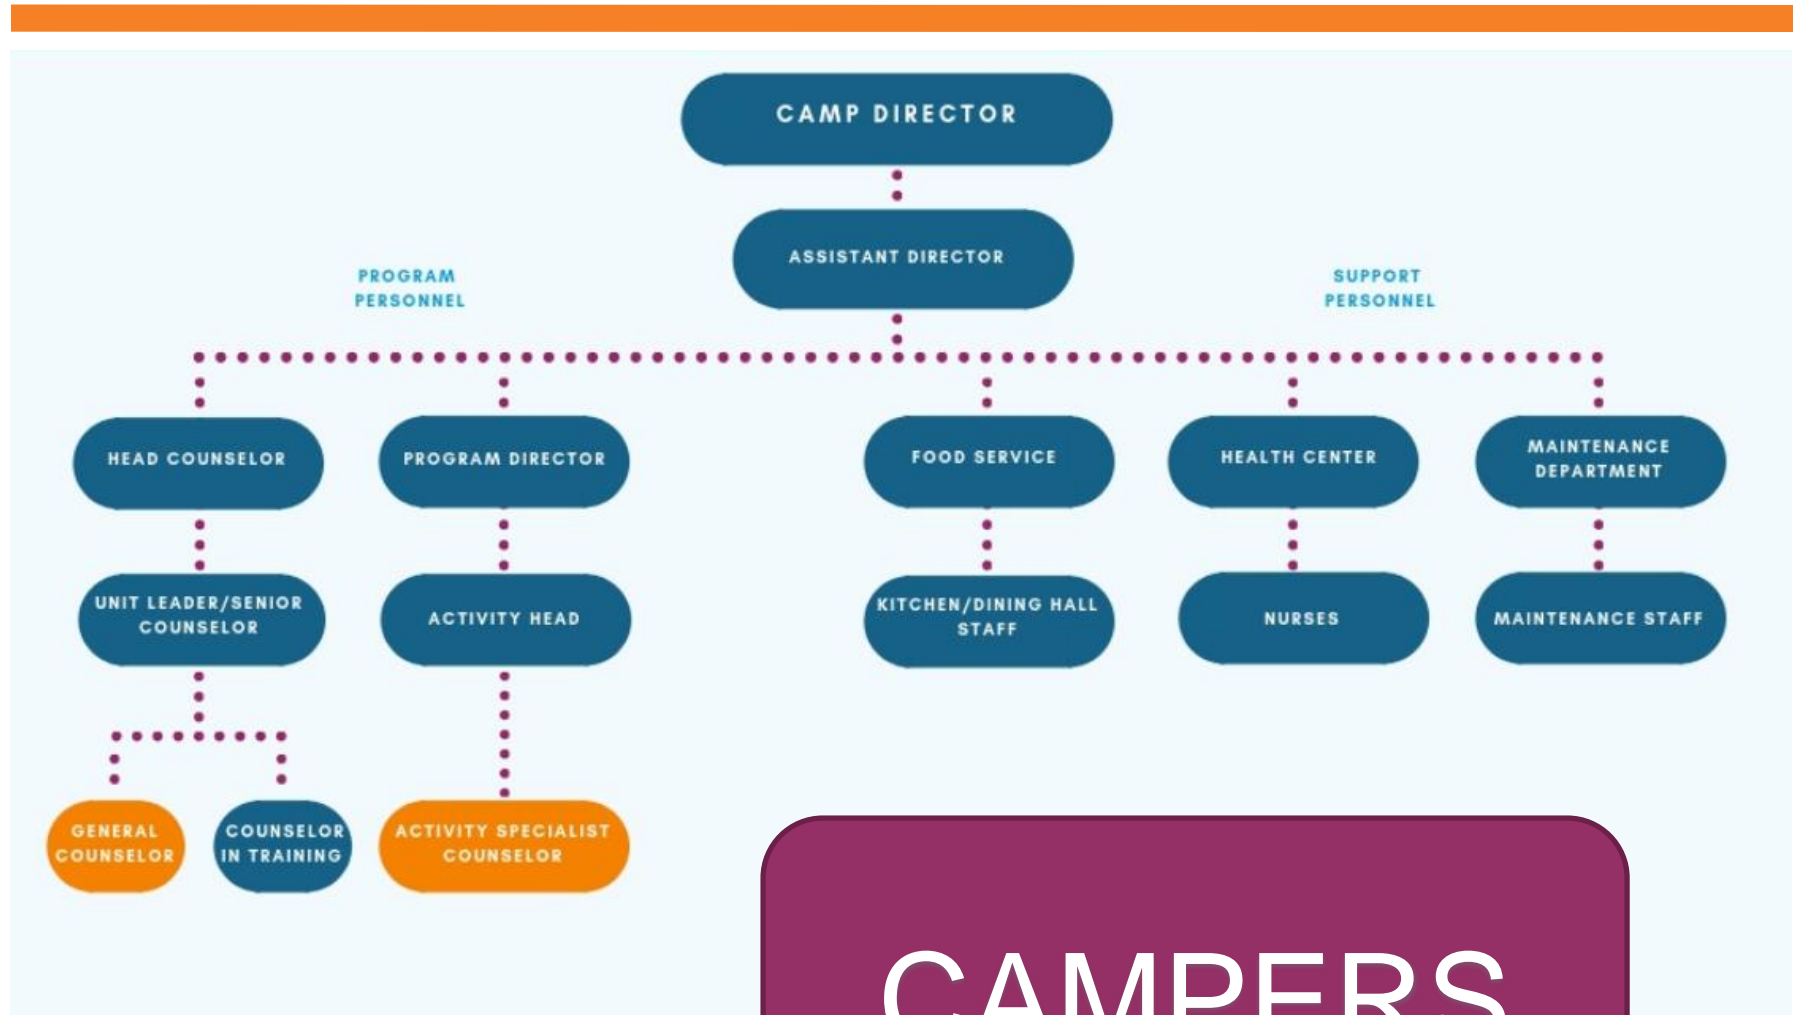 CAMP DIRECTOR
ASSISTANT DIRECTOR
PROGRAM
PERSONNEL
SUPPORT
PERSONNEL
HEAD COUNSELOR
PROGRAM DIRECTOR
FOOD SERVICE
HEALTH CENTER
MAINTENANCE
DEPARTMENT
UNIT LEADER/SENIOR
COUNSELOR
ACTIVITY HEAD
KITCHEN/DINING HALL
STAFF
NURSES
MAINTENANCE STAFF
GENERAL
COUNSELOR
COUNSELOR
IN TRAINING
ACTIVITY SPECIALIST
COUNSELOR
CAMPERS